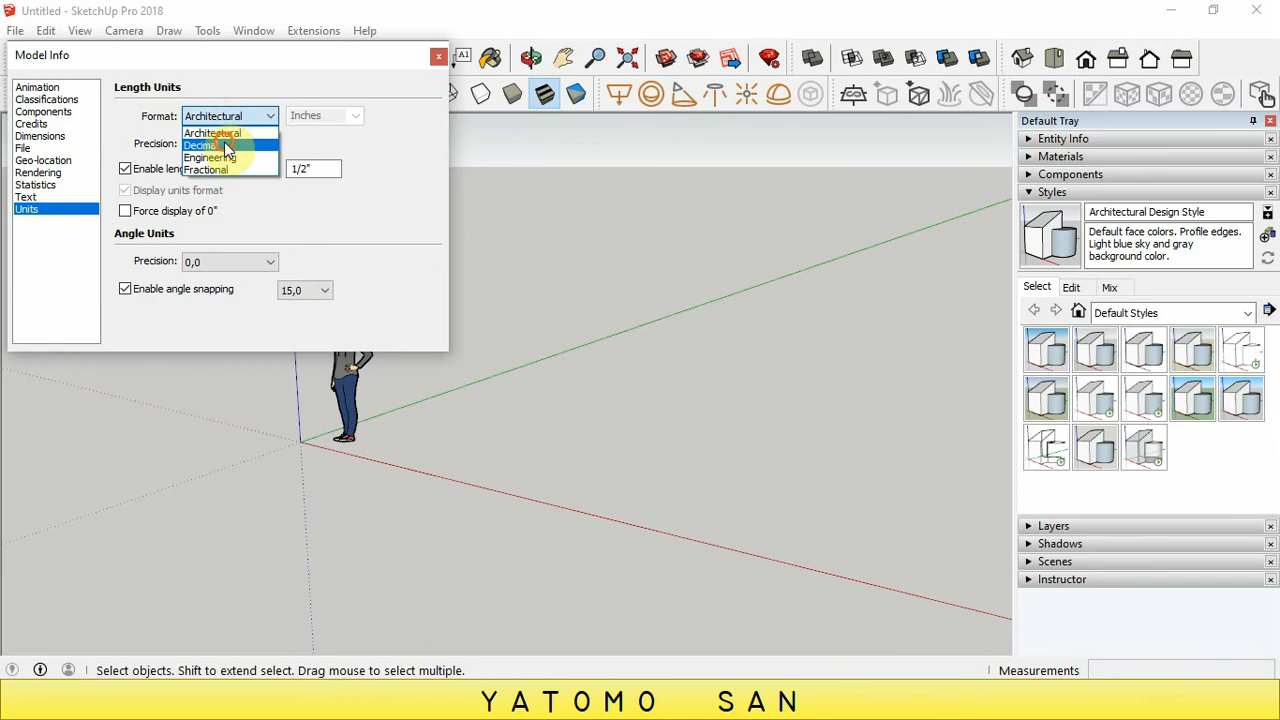 Untitled - SketchUp Pro 2018
File Edit View Camera Draw Tools Window Extensions Help
Model Info
Animation
Classifications
Components
Credits
Dimensions
File
Geo-location
Rendering
Statistics
Text
Units
Length Units
Format: Architectural Inches
Architectural
Decimal
Engineering
Fractional
Precision:
Enable 1/2"
Display units format
Force display of 0"
Angle Units
Precision: 0,0
Enable angle snapping 15,0
A1
Default Tray
Entity Info
Materials
Components
Styles
Architectural Design Style
Default face colors. Profile edges.
Light blue sky and gray
background color.
Select Edit Mix
Default Styles
Layers
Shadows
Scenes
Instructor
Select objects. Shift to extend select. Drag mouse to select multiple.
Measurements
YATOMO SAN